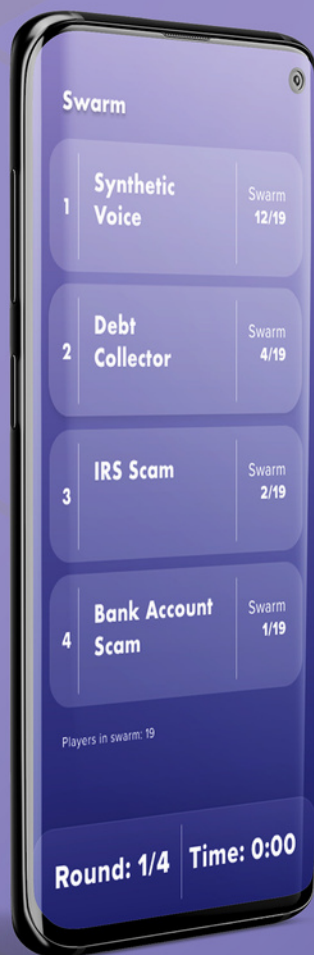 Swarm
1
Synthetic
Voice
Swarm
12/19
2
Debt
Collector
Swarm
4/19
3
IRS Scam
Swarm
2/19
4
Bank Account
Scam
Swarm
1/19
Players in swarm: 19
Round: 1/4
Time: 0:00